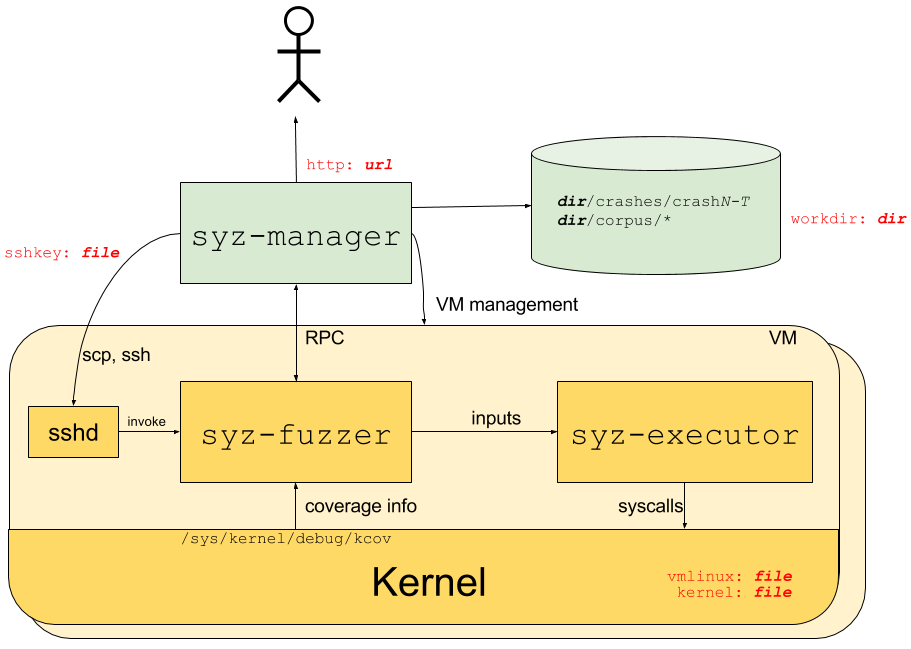 http: url
dir/crashes/crashN-T
dir/corpus/*
workdir: dir
syz-manager
sshkey: file
VM management
RPC
VM
scp, ssh
sshd
invoke
syz-fuzzer
inputs
syz-executor
coverage info
syscalls
/sys/kernel/debug/kcov
Kernel
vmlinux: file
kernel: file